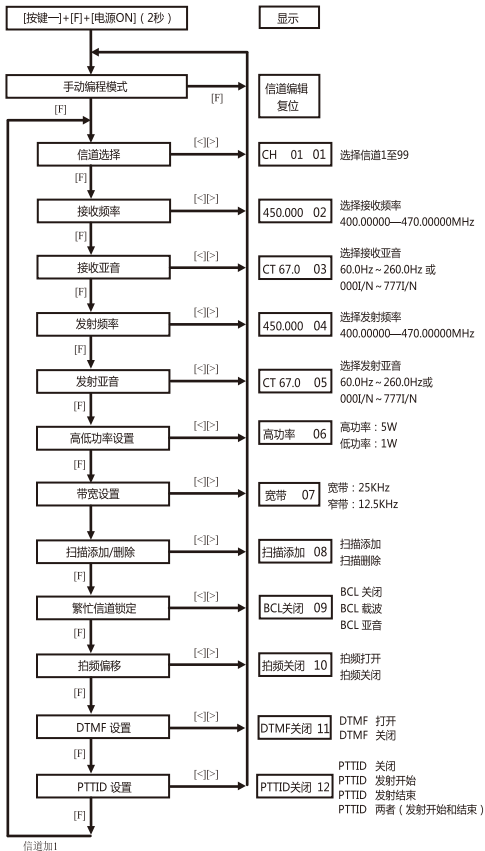 [按键一]+[F]+[电源ON]（2秒）
显示
手动编程模式
[F]
信道编辑
复位
[F]
信道选择
[<][>]
CH 01 01
选择信道1至99
[F]
接收频率
[<][>]
450.000 02
选择接收频率
400.00000—470.00000MHz
[F]
接收亚音
[<][>]
CT 67.0 03
选择接收亚音
60.0Hz ~ 260.0Hz 或
000I/N ~ 777I/N
[F]
发射频率
[<][>]
450.000 04
选择发射频率
400.00000—470.00000MHz
[F]
发射亚音
[<][>]
CT 67.0 05
选择发射亚音
60.0Hz ~ 260.0Hz或
000I/N ~ 777I/N
[F]
高低功率设置
[<][>]
高功率 06
高功率：5W
低功率：1W
[F]
带宽设置
[<][>]
宽带 07
宽带：25KHz
窄带：12.5KHz
扫描添加/删除
[<][>]
扫描添加 08
扫描添加
扫描删除
[F]
繁忙信道锁定
[<][>]
BCL关闭 09
BCL 关闭
BCL 载波
BCL 亚音
[F]
拍频偏移
[<][>]
拍频关闭 10
拍频打开
拍频关闭
[F]
DTMF 设置
[<][>]
DTMF关闭 11
DTMF 打开
DTMF 关闭
[F]
PTTID 设置
[<][>]
PTTID关闭 12
PTTID 关闭
PTTID 发射开始
PTTID 发射结束
PTTID 两者（发射开始和结束）
[F]
信道加1